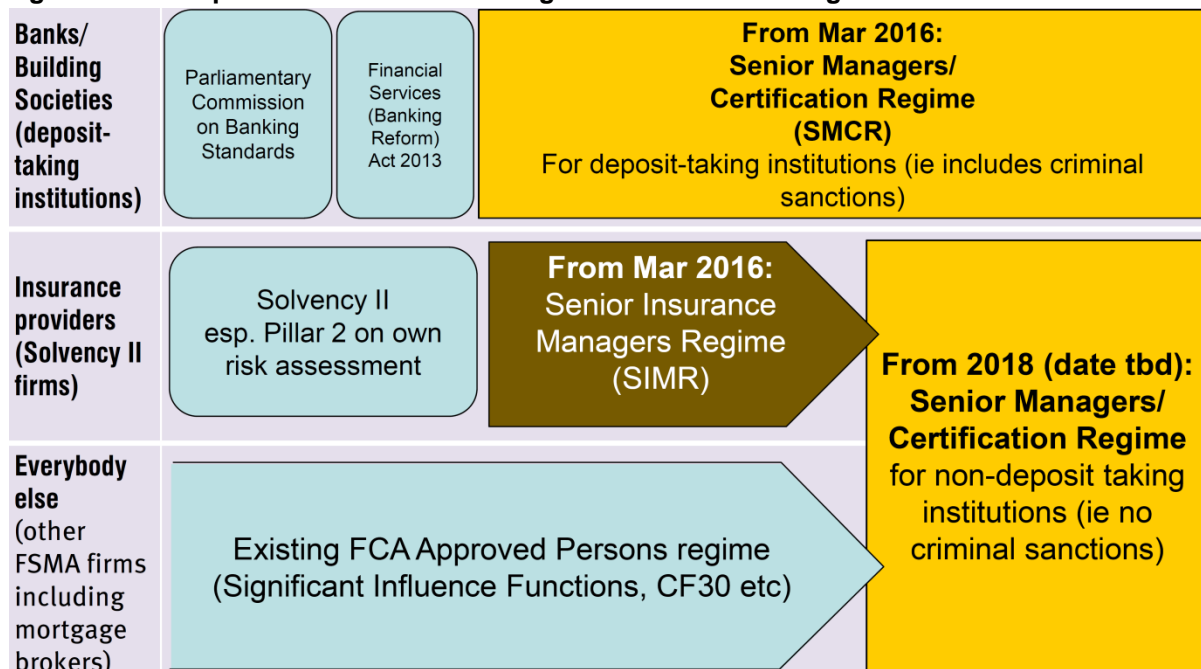 Banks/
Building
Societies
(deposit-
taking
institutions)
Parliamentary
Commission
on Banking
Standards
Financial
Services
(Banking
Reform)
Act 2013
From Mar 2016:
Senior Managers/
Certification Regime
(SMCR)
For deposit-taking institutions (ie includes criminal
sanctions)
Insurance
providers
(Solvency II
firms)
Solvency II
esp. Pillar 2 on own
risk assessment
From Mar 2016:
Senior Insurance
Managers Regime
(SIMR)
From 2018 (date tbd):
Senior Managers/
Certification Regime
for non-deposit taking
institutions (ie no
criminal sanctions)
Everybody
else
(other
FSMA firms
including
mortgage
brokers)
Existing FCA Approved Persons regime
(Significant Influence Functions, CF30 etc)